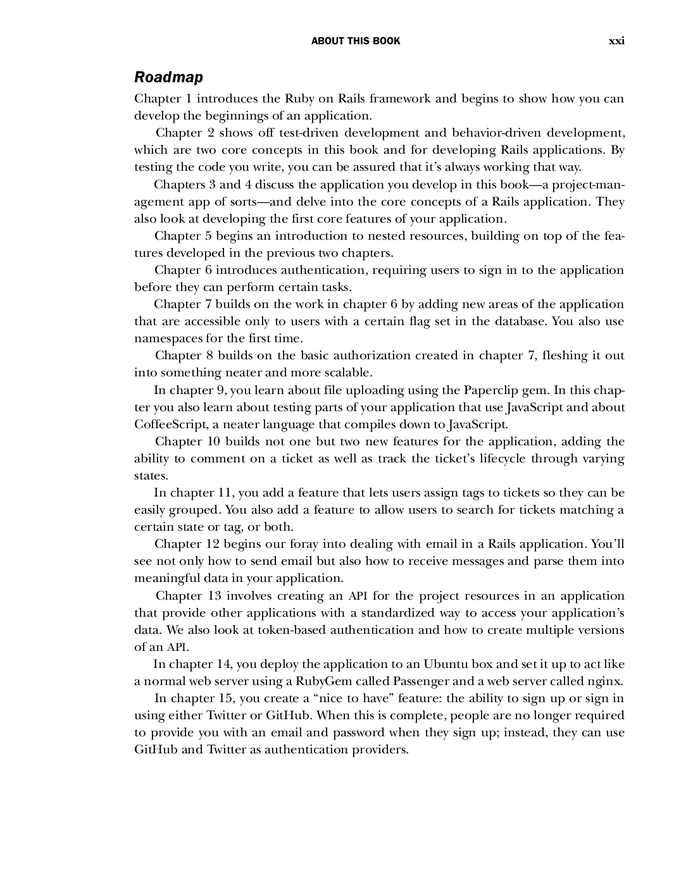 ABOUT THIS BOOK xxi
Roadmap
Chapter 1 introduces the Ruby on Rails framework and begins to show how you can
develop the beginnings of an application.
Chapter 2 shows off test-driven development and behavior-driven development,
which are two core concepts in this book and for developing Rails applications. By
testing the code you write, you can be assured that it's always working that way.
Chapters 3 and 4 discuss the application you develop in this book—a project-man-
agement app of sorts—and delve into the core concepts of a Rails application. They
also look at developing the first core features of your application.
Chapter 5 begins an introduction to nested resources, building on top of the fea-
tures developed in the previous two chapters.
Chapter 6 introduces authentication, requiring users to sign in to the application
before they can perform certain tasks.
Chapter 7 builds on the work in chapter 6 by adding new areas of the application
that are accessible only to users with a certain flag set in the database. You also use
namespaces for the first time.
Chapter 8 builds on the basic authorization created in chapter 7, fleshing it out
into something neater and more scalable.
In chapter 9, you learn about file uploading using the Paperclip gem. In this chap-
ter you also learn about testing parts of your application that use JavaScript and about
CoffeeScript, a neater language that compiles down to JavaScript.
Chapter 10 builds not one but two new features for the application, adding the
ability to comment on a ticket as well as track the ticket's lifecycle through varying
states.
In chapter 11, you add a feature that lets users assign tags to tickets so they can be
easily grouped. You also add a feature to allow users to search for tickets matching a
certain state or tag, or both.
Chapter 12 begins our foray into dealing with email in a Rails application. You'll
see not only how to send email but also how to receive messages and parse them into
meaningful data in your application.
Chapter 13 involves creating an API for the project resources in an application
that provide other applications with a standardized way to access your application's
data. We also look at token-based authentication and how to create multiple versions
of an API.
In chapter 14, you deploy the application to an Ubuntu box and set it up to act like
a normal web server using a RubyGem called Passenger and a web server called nginx.
In chapter 15, you create a “nice to have” feature: the ability to sign up or sign in
using either Twitter or GitHub. When this is complete, people are no longer required
to provide you with an email and password when they sign up; instead, they can use
GitHub and Twitter as authentication providers.